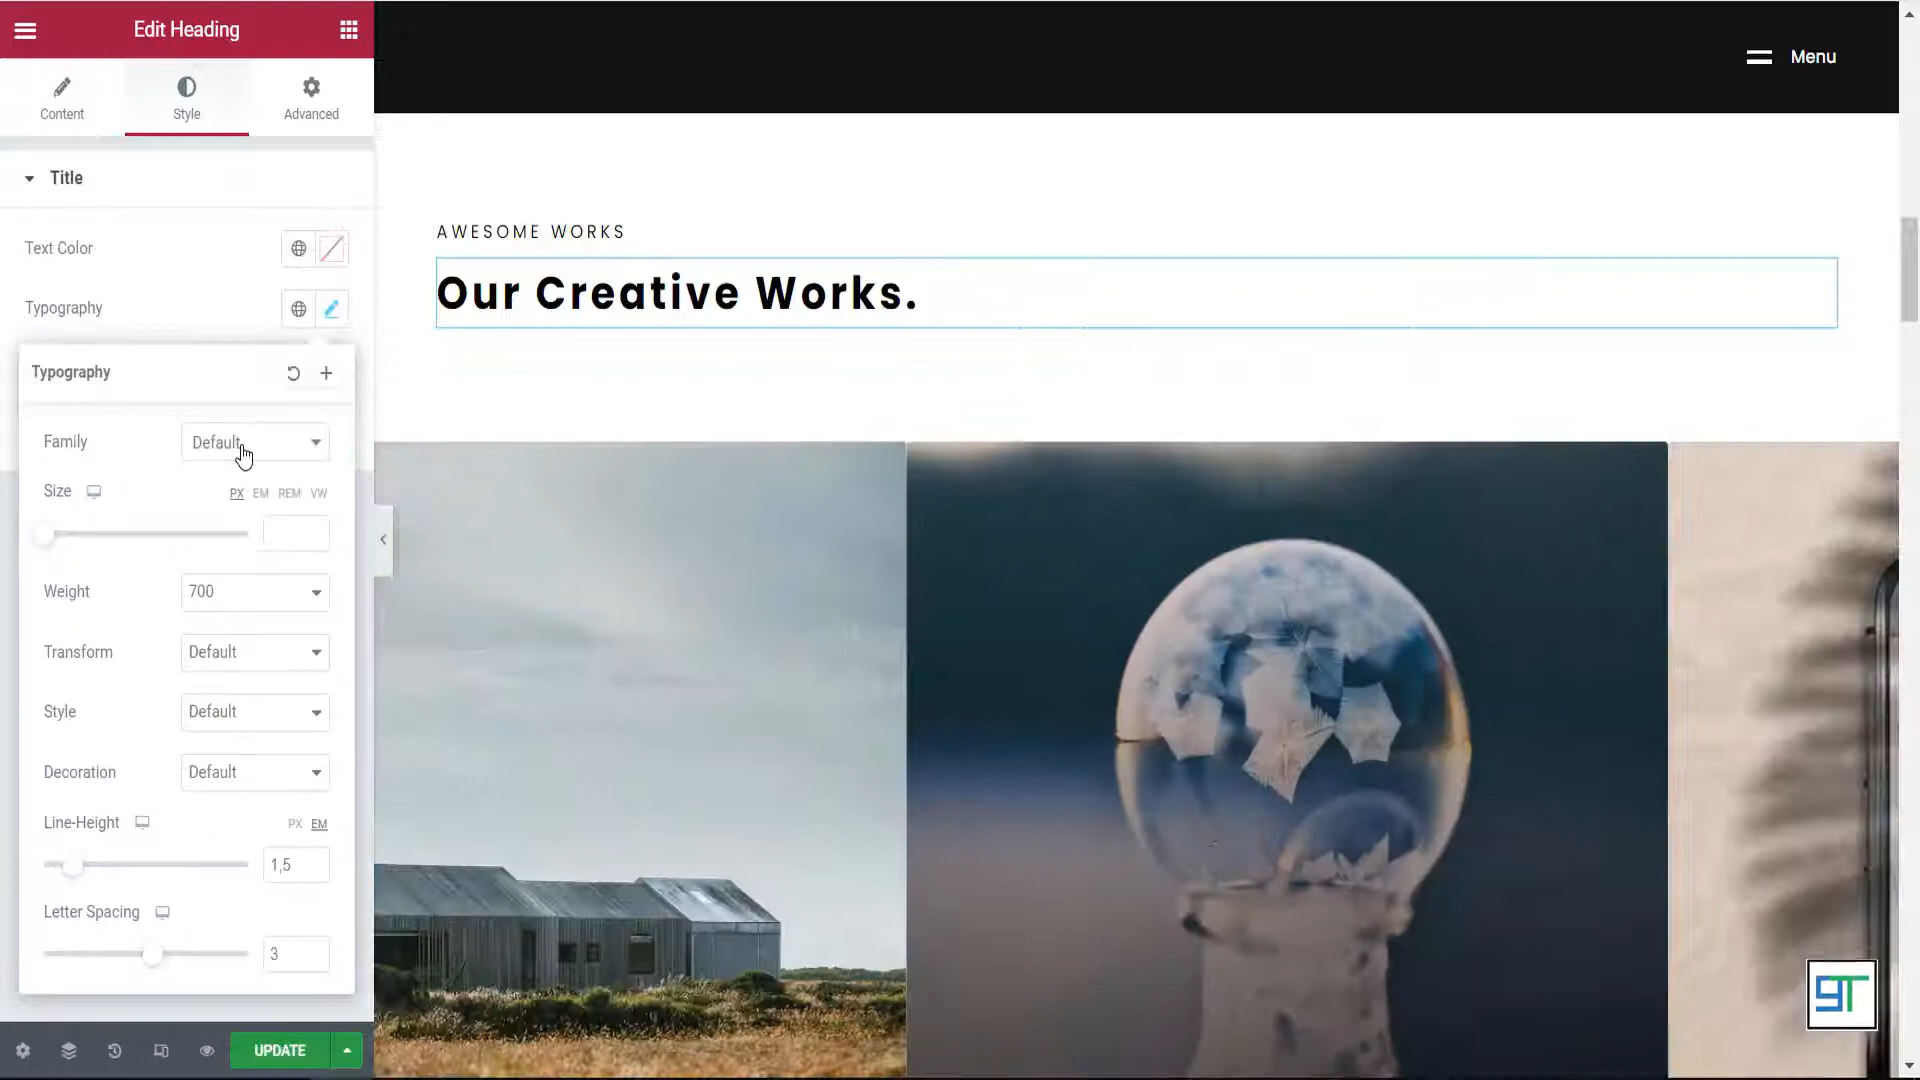 Edit Heading
Content
Style
Advanced
Title
Text Color
Typography
Typography
Family
Default
Size
PX EM REM VW
Weight
700
Transform
Default
Style
Default
Decoration
Default
Line-Height
PX EM
1,5
Letter Spacing
3
UPDATE
Menu
AWESOME WORKS
Our Creative Works.
gT